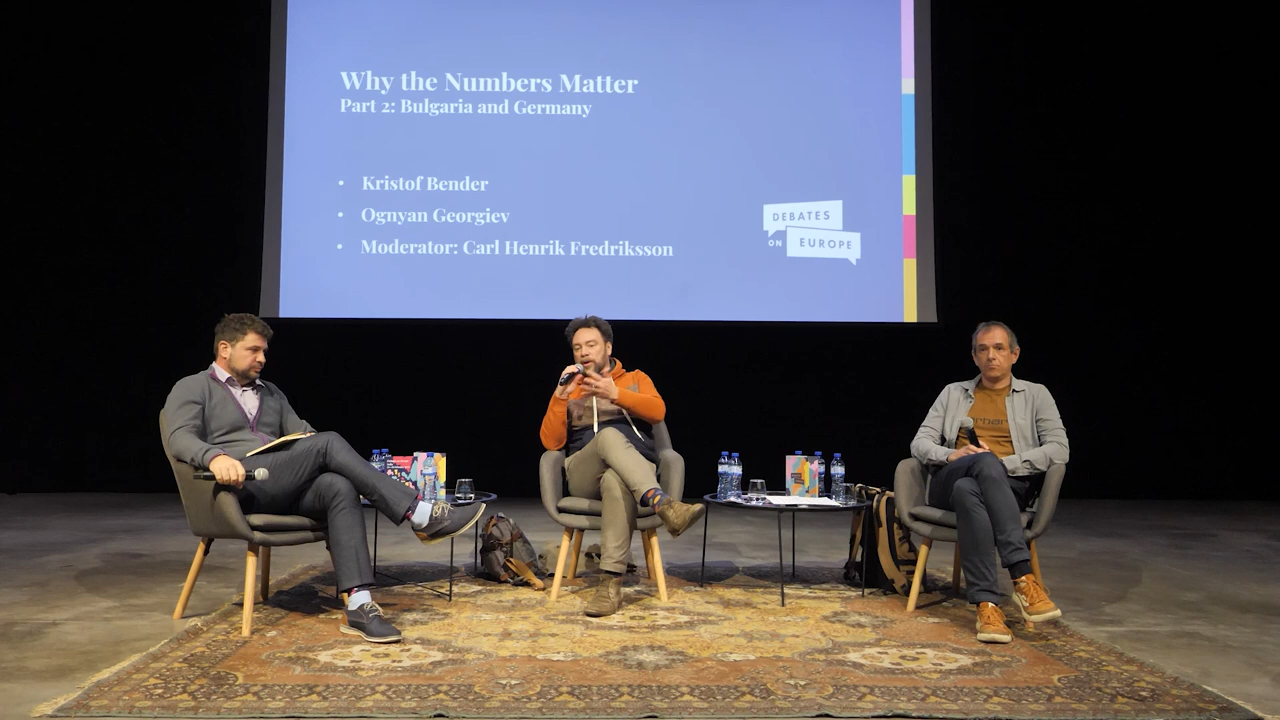 Why the Numbers Matter
Part 2: Bulgaria and Germany
• Kristof Bender
• Ognyan Georgiev
• Moderator: Carl Henrik Fredriksson
DEBATES
ON EUROPE